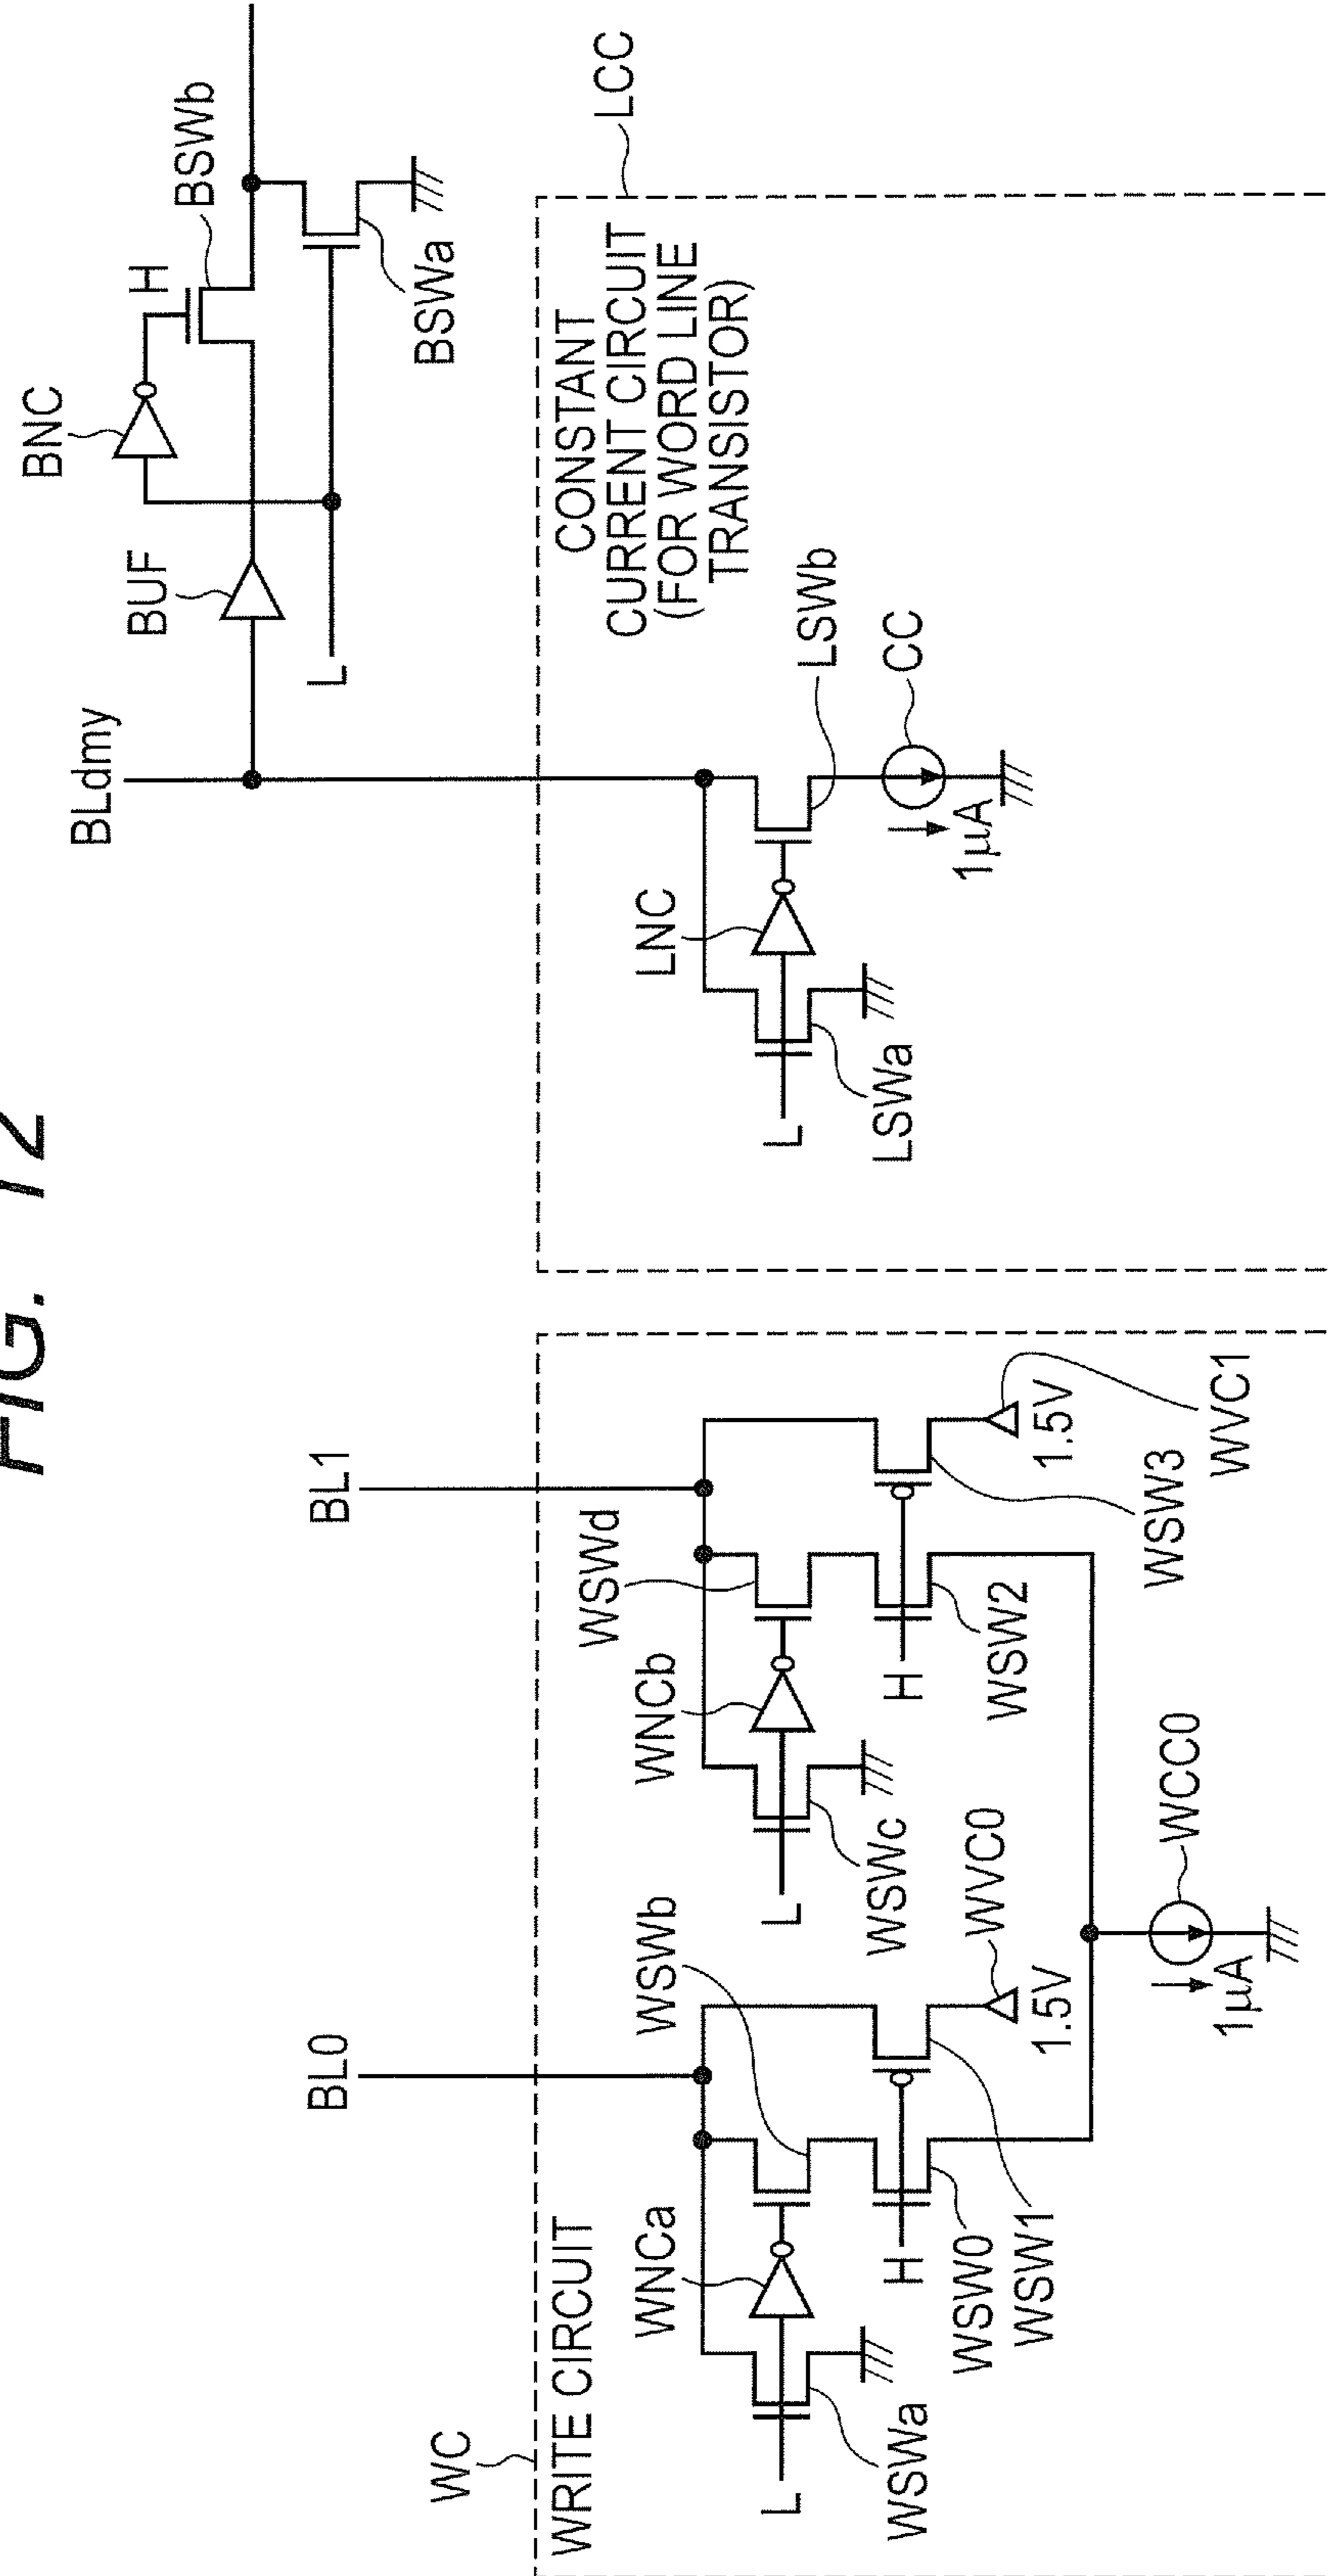 FIG. 12
BL0
BL1
BLdmy
BUF
BNC
H
BSWb
L
BSWa
WC
WRITE CIRCUIT
WNCa
WSWb
WNCb
WSWd
L
WSWa
L
WSWc
H
WSW0
WSW1
WVC0
1.5V
H
WSW2
WSW3
1.5V
WVC1
1µA
WCC0
LCC
CONSTANT
CURRENT CIRCUIT
(FOR WORD LINE
TRANSISTOR)
LNC
LSWb
L
LSWa
CC
1µA